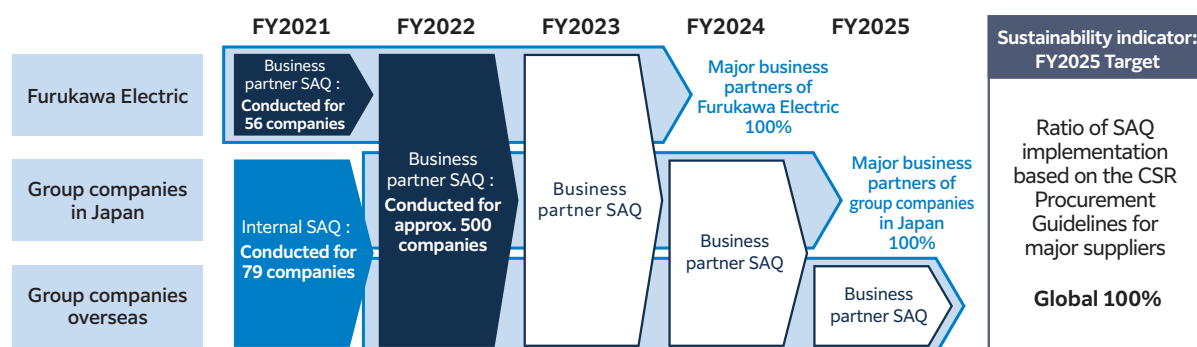 FY2021
FY2022
FY2023
FY2024
FY2025
Furukawa Electric
Business
partner SAQ :
Conducted for
56 companies
Major business
partners of
Furukawa Electric
100%
Group companies
in Japan
Internal SAQ :
Conducted for
79 companies
Business
partner SAQ :
Conducted for
approx. 500
companies
Business
partner SAQ
Business
partner SAQ
Major business
partners of
group companies
in Japan
100%
Group companies
overseas
Business
partner SAQ
Sustainability indicator:
FY2025 Target
Ratio of SAQ
implementation
based on the CSR
Procurement
Guidelines for
major suppliers
Global 100%